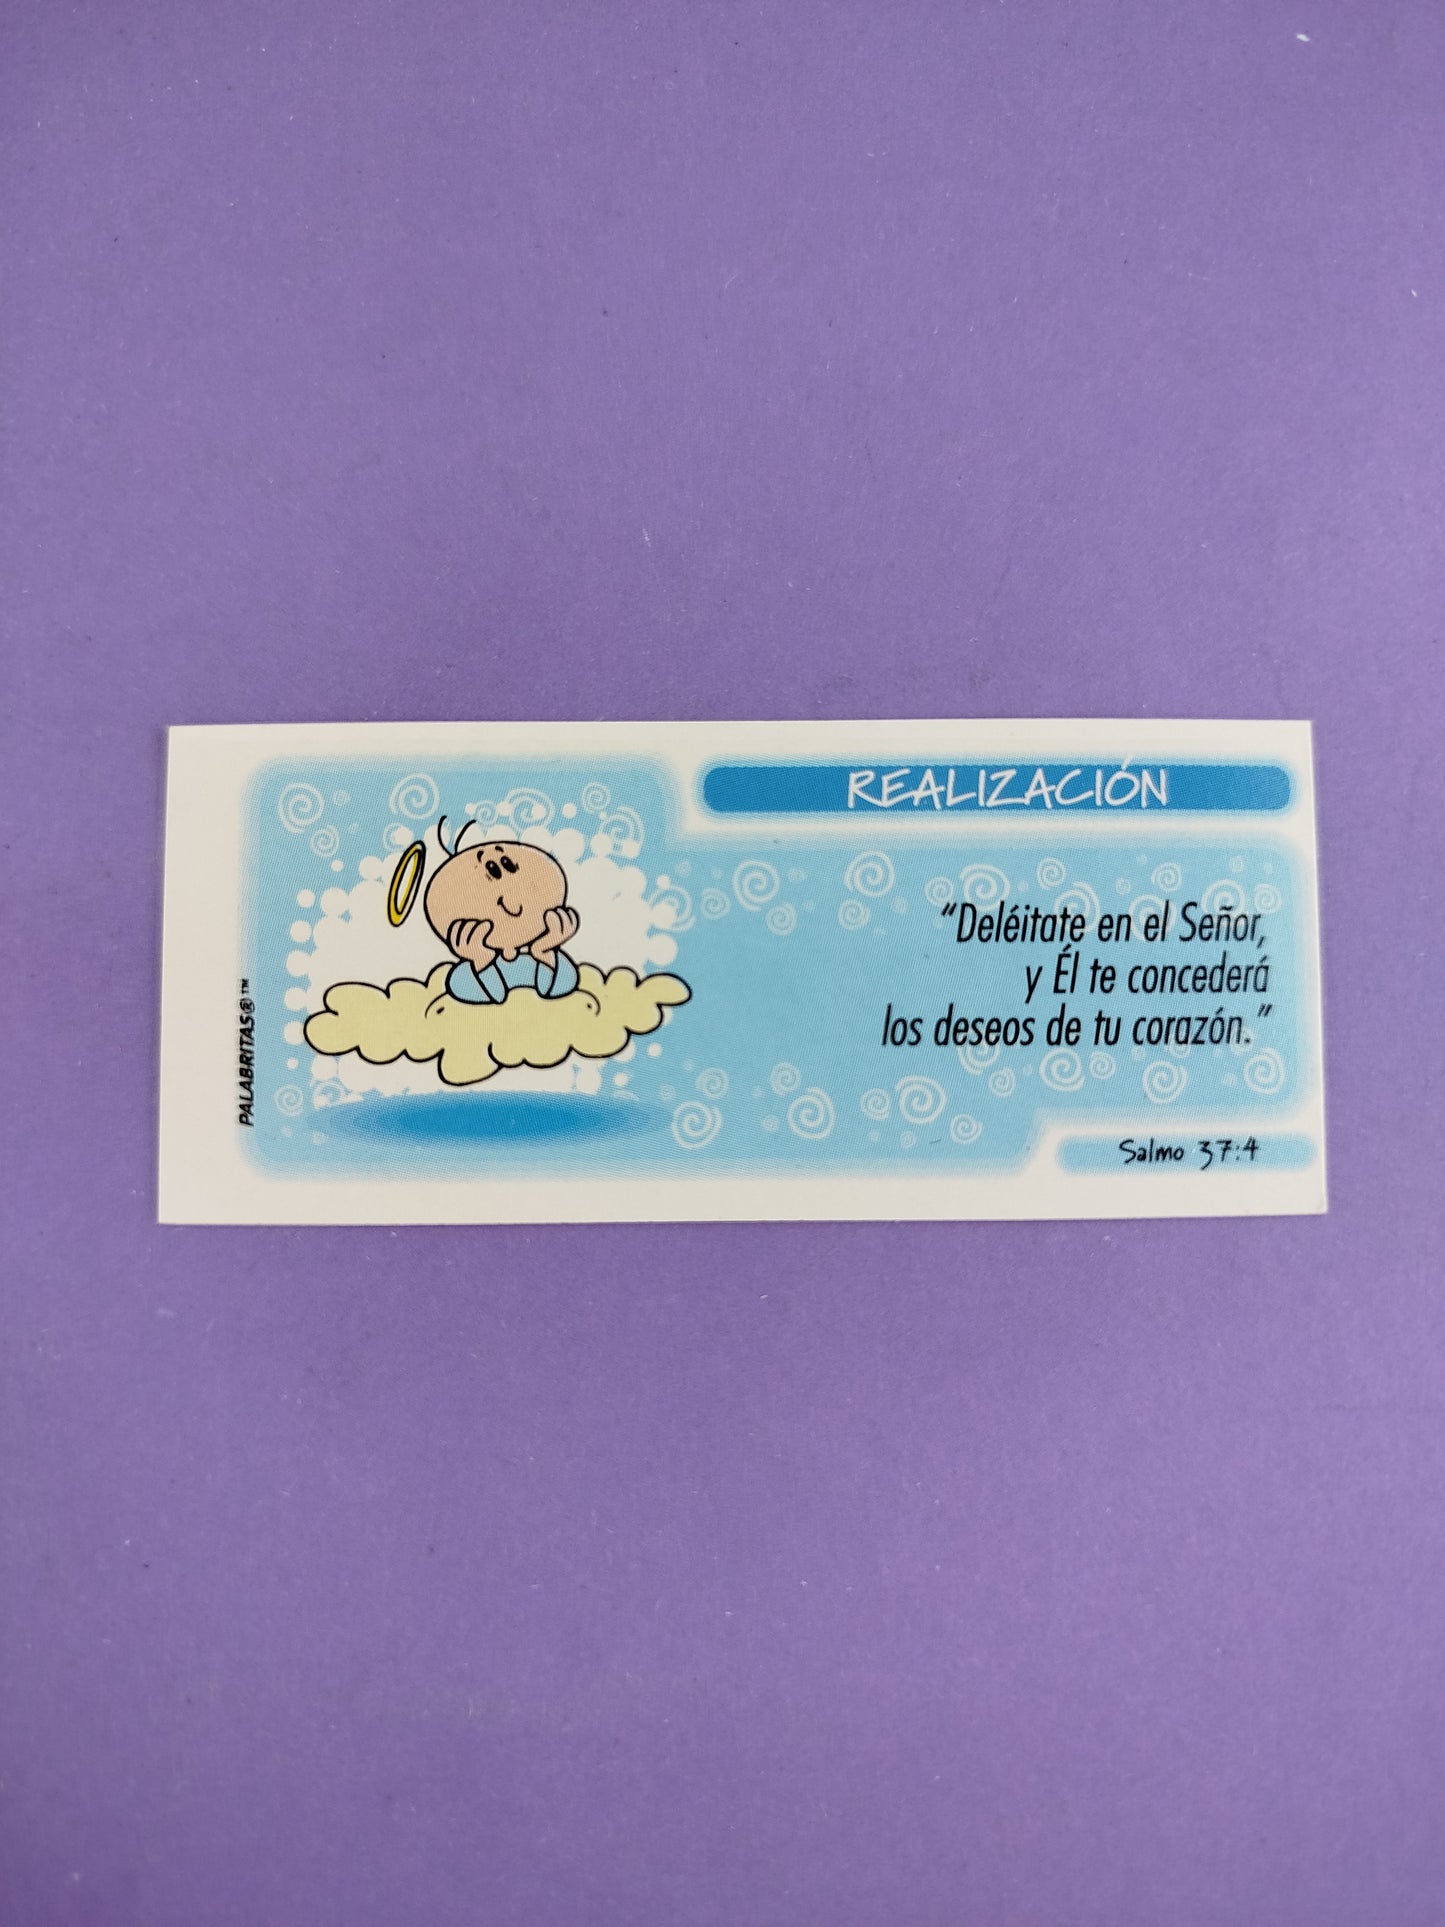 REALIZACIÓN
“Deléitate en el Señor,
y Él te concederá
los deseos de tu corazón.”
Salmo 37:4
PALABRITAS®™